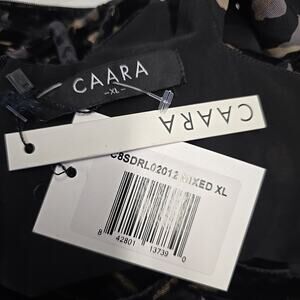 CAARA
-XL-
CAARA
C8SDRL02012 MIXED XL
8 42801 13739 0